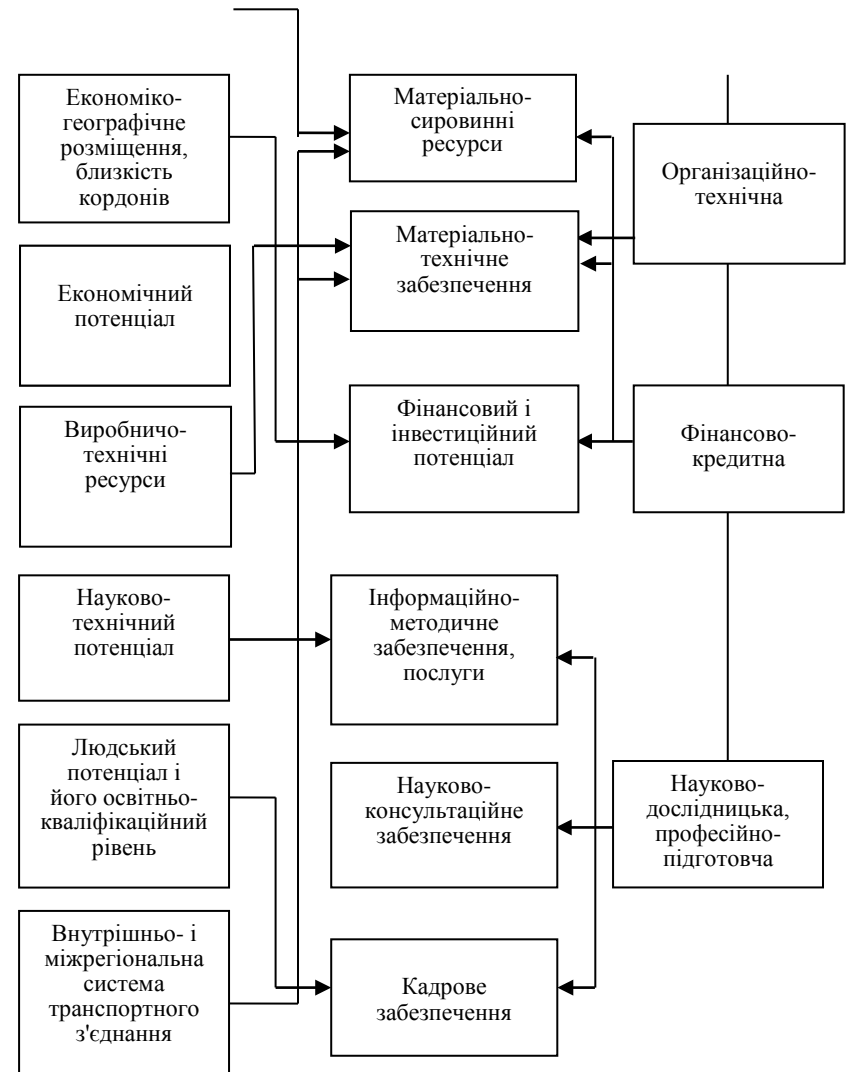 Економіко-
географічне
розміщення,
близкість
кордонів
Економічний
потенціал
Виробничо-
технічні
ресурси
Науково-
технічний
потенціал
Людський
потенціал і
його освітньо-
кваліфікаційний
рівень
Внутрішньо- і
міжрегіональна
система
транспортного
з'єднання
Матеріально-
сировинні
ресурси
Матеріально-
технічне
забезпечення
Фінансовий і
інвестиційний
потенціал
Інформаційно-
методичне
забезпечення,
послуги
Науково-
консультаційне
забезпечення
Кадрове
забезпечення
Організаційно-
технічна
Фінансово-
кредитна
Науково-
дослідницька,
професійно-
підготовча